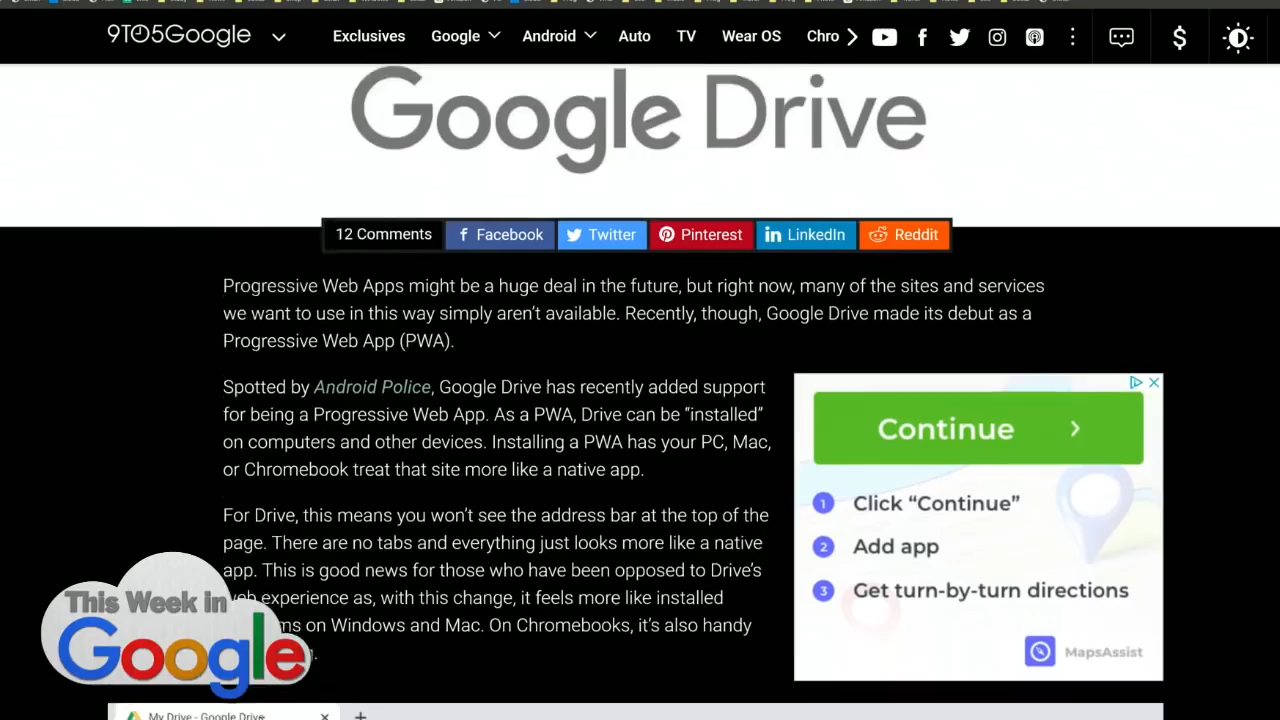 9TO5Google
Exclusives Google Android Auto TV Wear OS Chro
Google Drive
12 Comments Facebook Twitter Pinterest LinkedIn Reddit
Progressive Web Apps might be a huge deal in the future, but right now, many of the sites and services
we want to use in this way simply aren't available. Recently, though, Google Drive made its debut as a
Progressive Web App (PWA).
Spotted by Android Police, Google Drive has recently added support
for being a Progressive Web App. As a PWA, Drive can be “installed”
on computers and other devices. Installing a PWA has your PC, Mac,
or Chromebook treat that site more like a native app.
For Drive, this means you won't see the address bar at the top of the
page. There are no tabs and everything just looks more like a native
app. This is good news for those who have been opposed to Drive's
experience as, with this change, it feels more like installed
on Windows and Mac. On Chromebooks, it's also handy
Continue
1 Click “Continue”
2 Add app
3 Get turn-by-turn directions
MapsAssist
This Week in
Google
My Drive - Google Drive